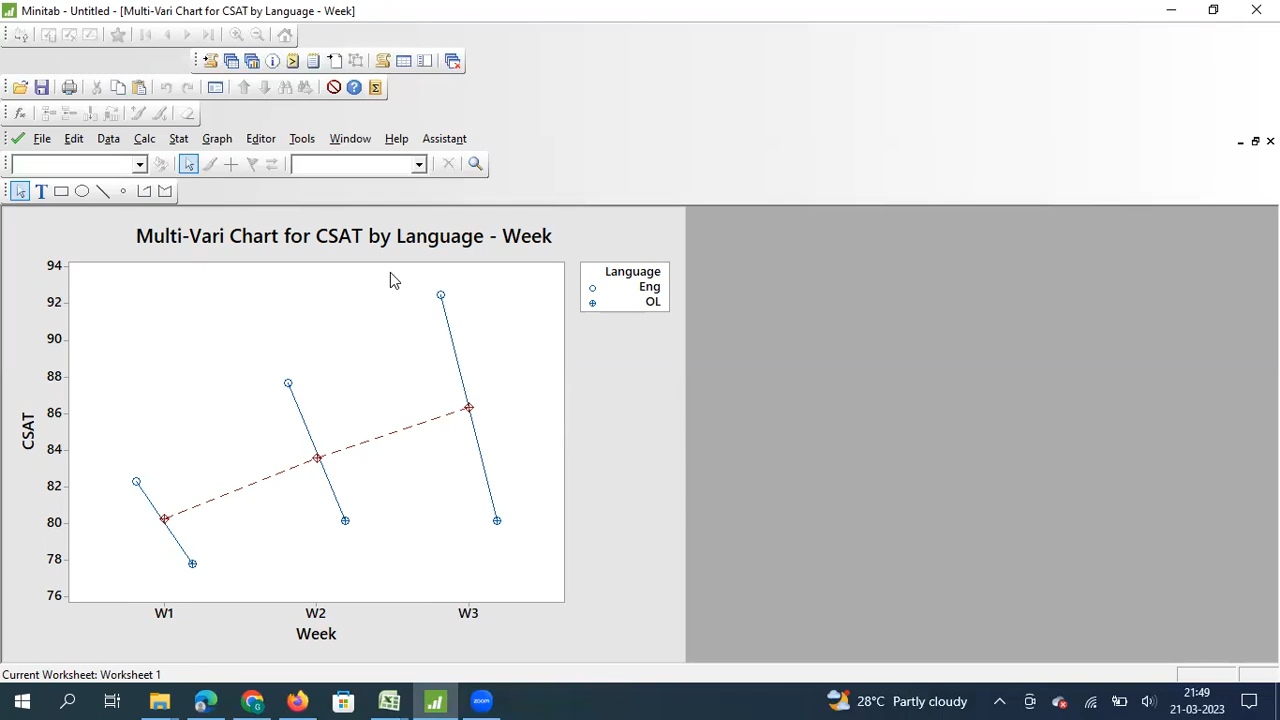 Minitab - Untitled - [Multi-Vari Chart for CSAT by Language - Week]
File Edit Data Calc Stat Graph Editor Tools Window Help Assistant
T
Multi-Vari Chart for CSAT by Language - Week
94
92
90
88
86
84
82
80
78
76
CSAT
W1 W2 W3
Week
Language
Eng
OL
Current Worksheet: Worksheet 1
zoom
28°C Partly cloudy
21:49
21-03-2023